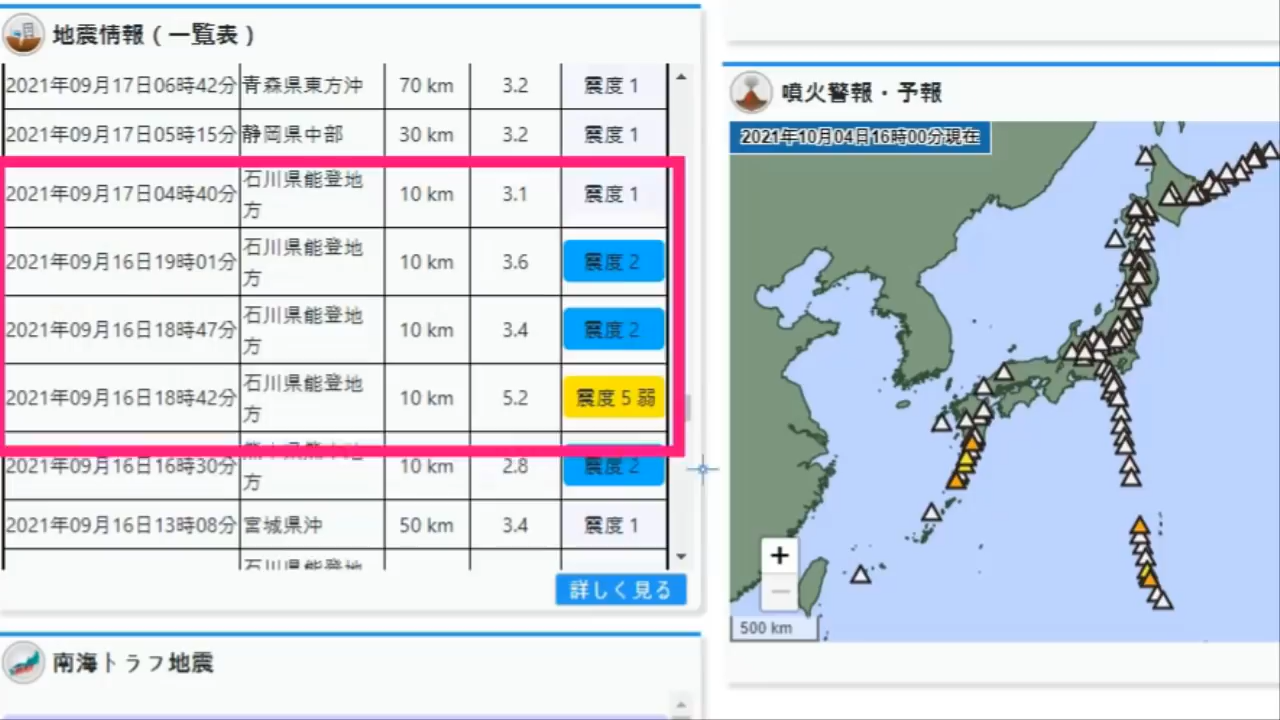 地震情報(一覧表)
2021年09月17日06時42分 青森県東方沖 70 km 3.2 震度1
2021年09月17日05時15分 静岡県中部 30 km 3.2 震度1
2021年09月17日04時40分 石川県能登地方 10 km 3.1 震度1
2021年09月16日19時01分 石川県能登地方 10 km 3.6 震度2
2021年09月16日18時47分 石川県能登地方 10 km 3.4 震度2
2021年09月16日18時42分 石川県能登地方 10 km 5.2 震度5弱
2021年09月16日16時30分 方 10 km 2.8 震度2
2021年09月16日13時08分 宮城県沖 50 km 3.4 震度1
石川県能登地
詳しく見る
南海トラフ地震
噴火警報・予報
2021年10月04日16時00分現在
+
−
500 km